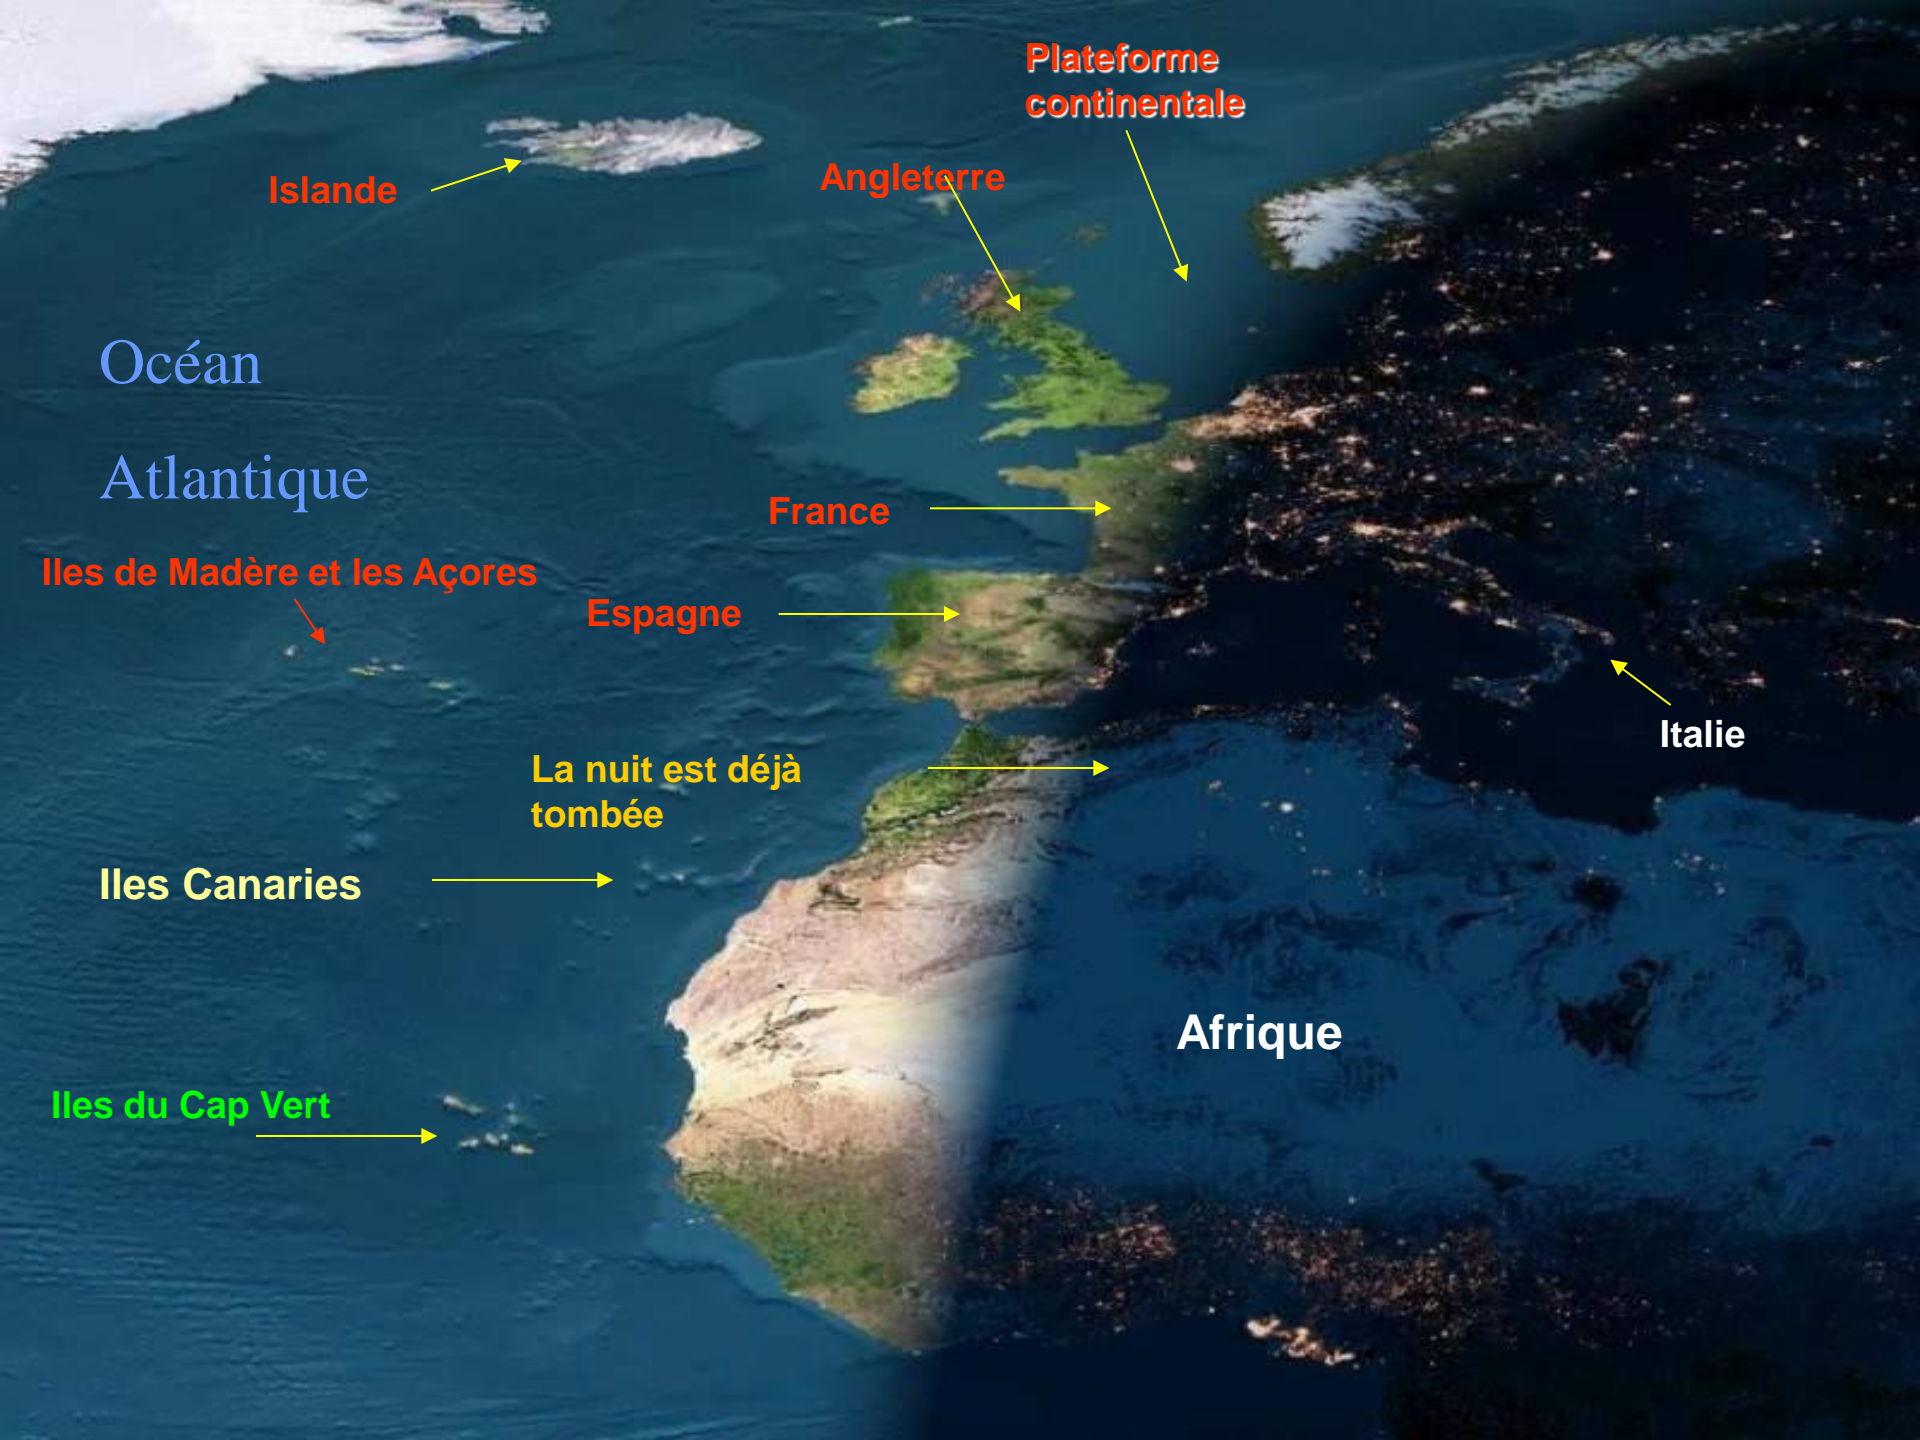 Plateforme
continentale
Angleterre
Islande
Océan
Atlantique
France
Iles de Madère et les Açores
Espagne
Italie
La nuit est déjà
tombée
Iles Canaries
Afrique
Iles du Cap Vert